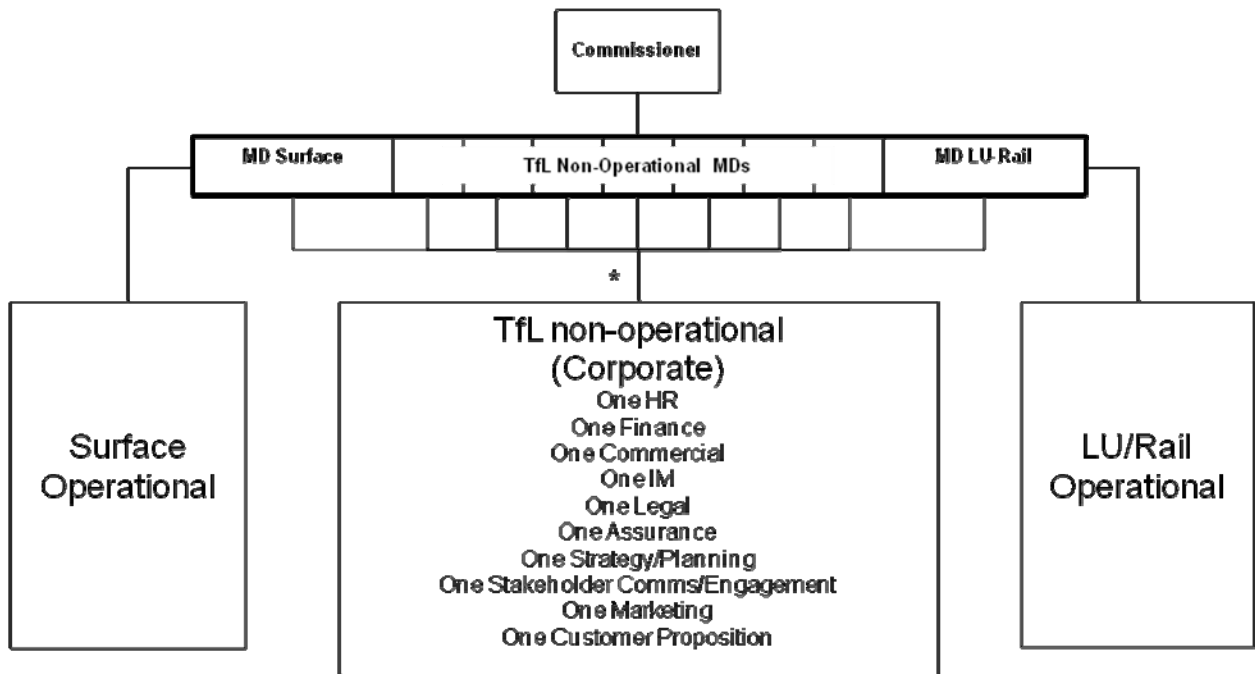 Commissioner
MD Surface
TfL Non-Operational MDs
MD LU-Rail
*
TfL non-operational
(Corporate)
One HR
One Finance
One Commercial
One IM
One Legal
One Assurance
One Strategy/Planning
One Stakeholder Comms/Engagement
One Marketing
One Customer Proposition
Surface
Operational
LU/Rail
Operational